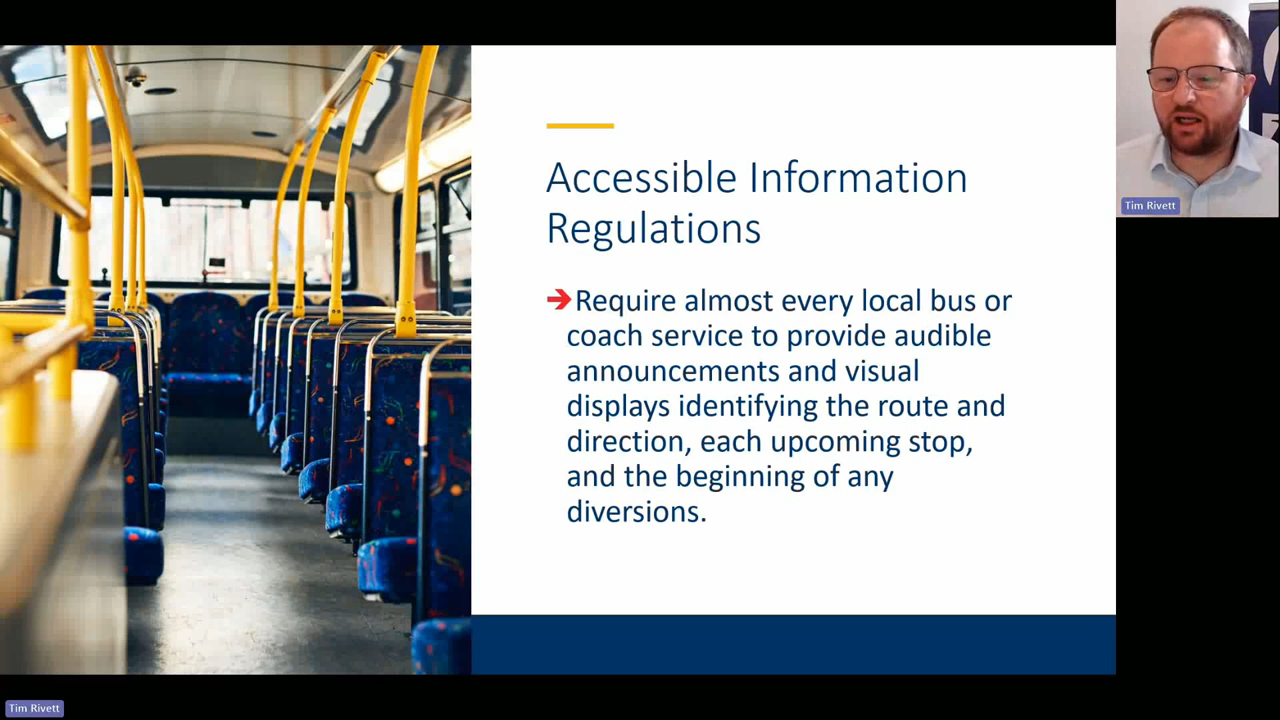 Accessible Information
Regulations
➔Require almost every local bus or
coach service to provide audible
announcements and visual
displays identifying the route and
direction, each upcoming stop,
and the beginning of any
diversions.
Tim Rivett
Tim Rivett